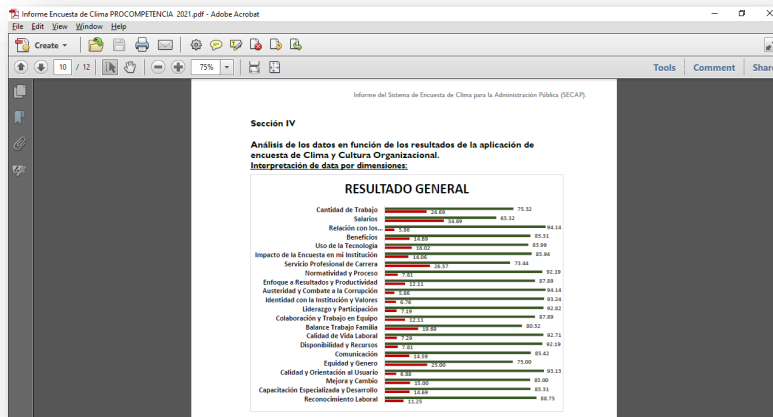 Informe Encuesta de Clima PROCOMPETENCIA 2021.pdf - Adobe Acrobat
File Edit View Window Help
Create
10 / 12 75% Tools Comment Share
Informe del Sistema de Encuesta de Clima para la Administración Pública (SECAP).
Sección IV
Análisis de los datos en función de los resultados de la aplicación de
encuesta de Clima y Cultura Organizacional.
Interpretación de data por dimensiones:
RESULTADO GENERAL
Cantidad de Trabajo 75.32 24.69
Salarios 65.32 34.69
Relación con los... 94.14 5.86
Beneficios 85.31 14.69
Uso de la Tecnología 83.99 16.02
Impacto de la Encuesta en mi Institución 85.94 14.06
Servicio Profesional de Carrera 73.44 26.57
Normatividad y Proceso 92.19 7.81
Enfoque a Resultados y Productividad 87.89 12.11
Austeridad y Combate a la Corrupción 94.14 5.86
Identidad con la Institución y Valores 93.24 6.76
Liderazgo y Participación 92.82 7.19
Colaboración y Trabajo en Equipo 87.89 12.11
Balance Trabajo Familia 80.32 19.69
Calidad de Vida Laboral 92.71 7.29
Disponibilidad y Recursos 92.19 7.81
Comunicación 85.42 14.59
Equidad y Genero 75.00 25.00
Calidad y Orientación al Usuario 93.13 6.88
Mejora y Cambio 85.00 15.00
Capacitación Especializada y Desarrollo 85.31 14.69
Reconocimiento Laboral 88.75 11.25